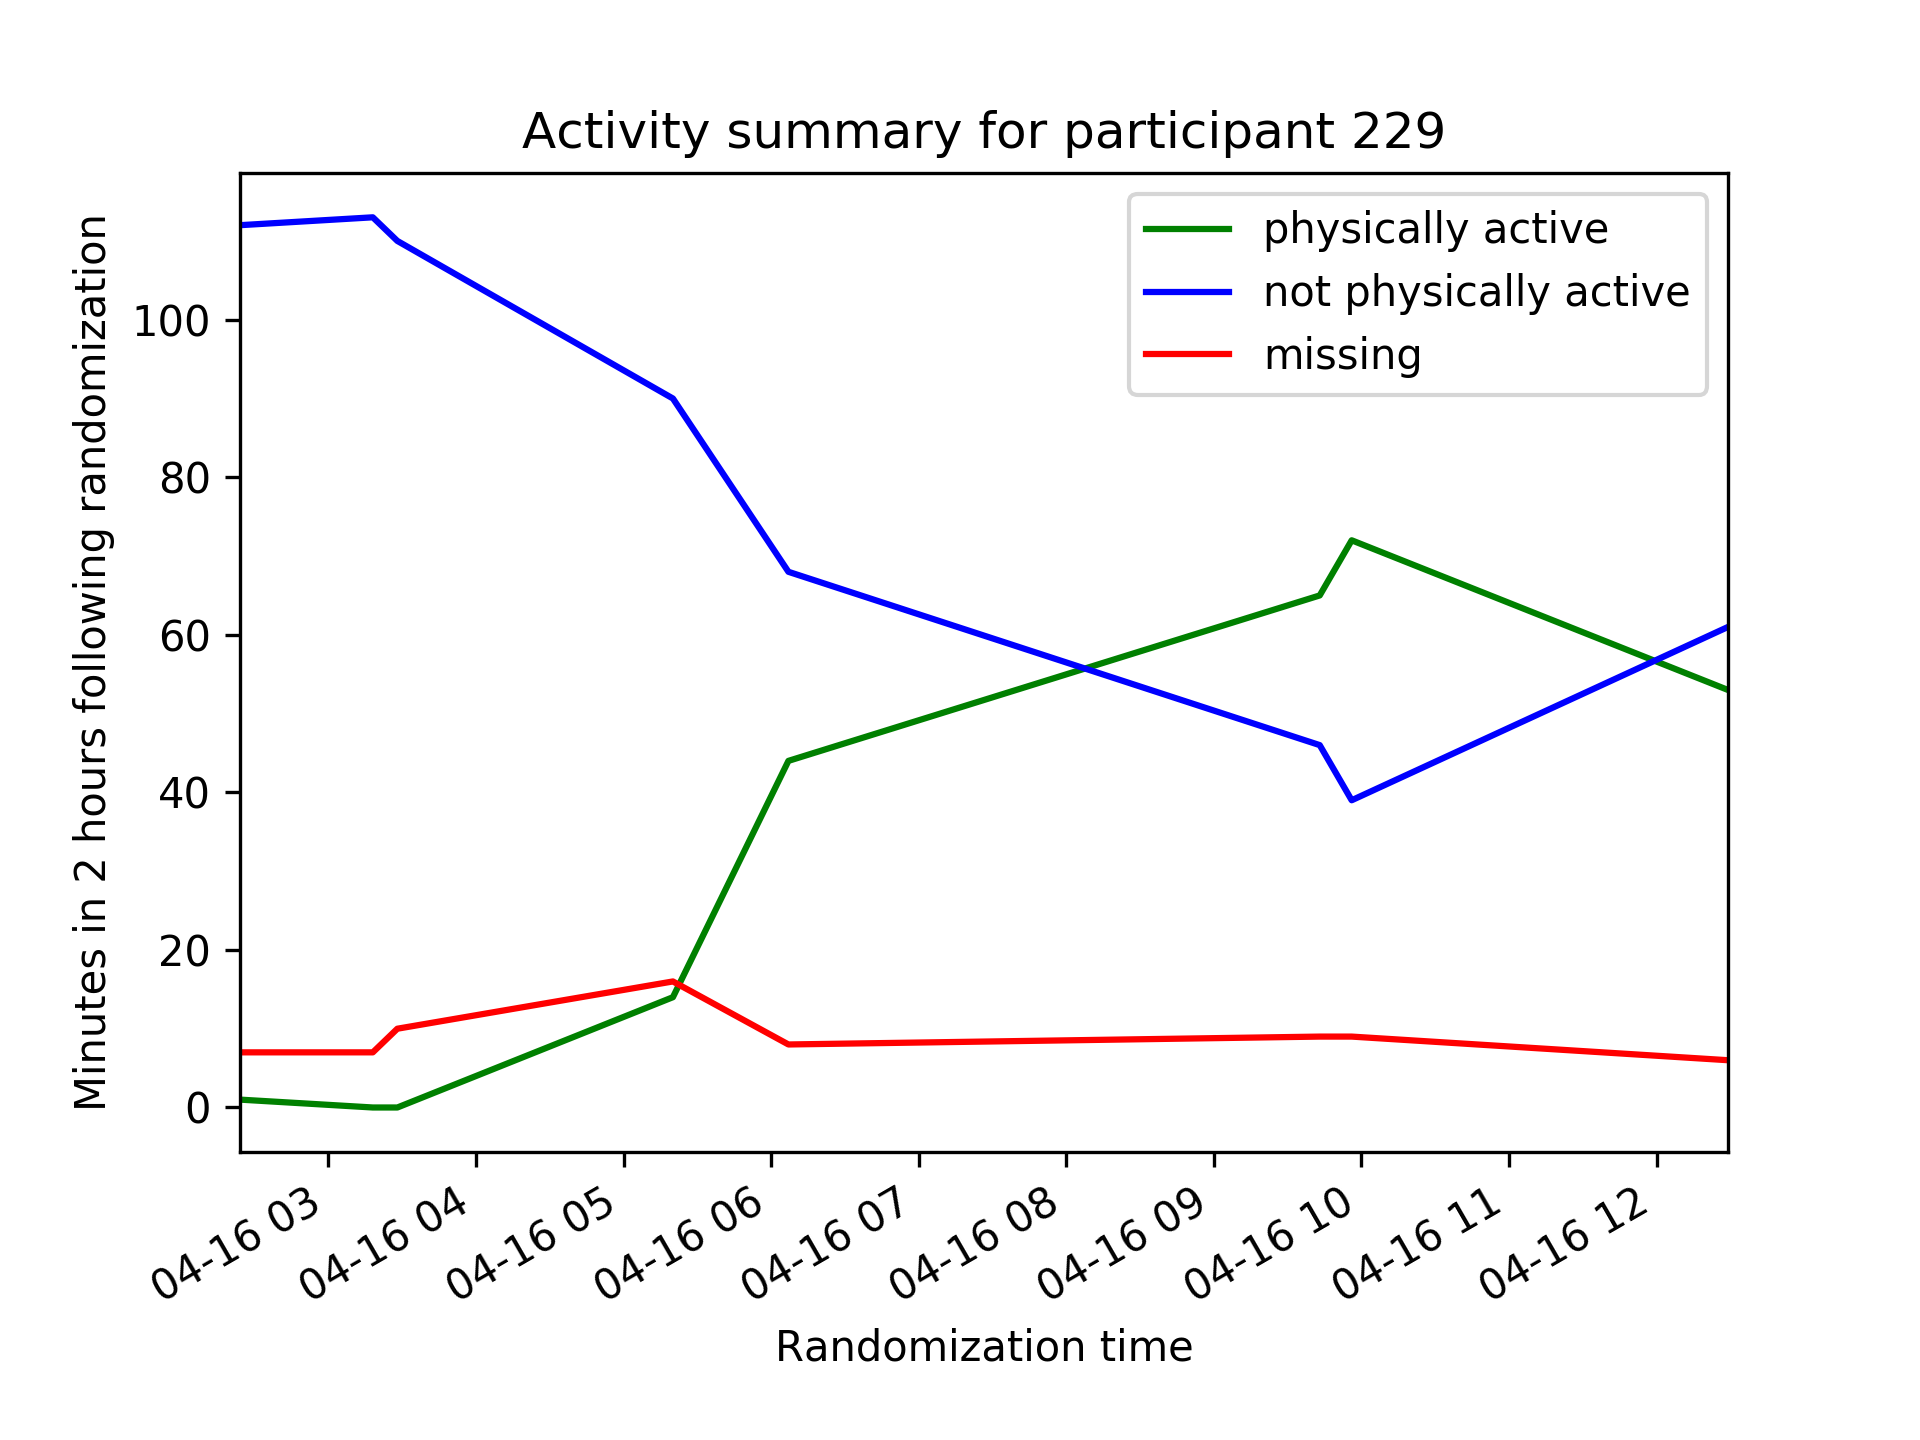 Activity summary for participant 229
physically active
not physically active
missing
Minutes in 2 hours following randomization
100
80
60
40
20
0
04-16 03
04-16 04
04-16 05
04-16 06
04-16 07
04-16 08
04-16 09
04-16 10
04-16 11
04-16 12
Randomization time